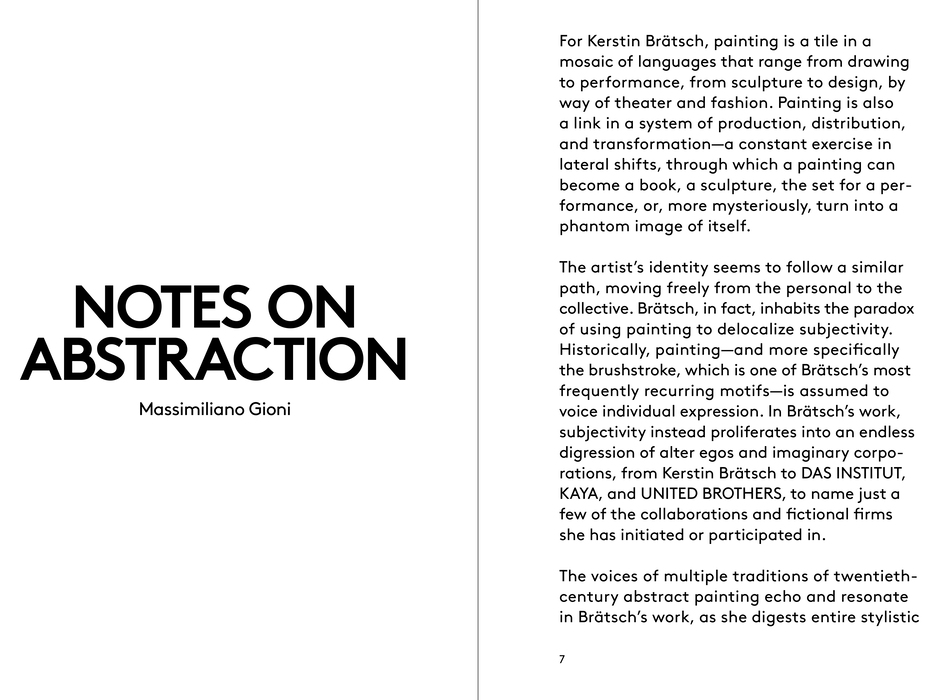 NOTES ON
ABSTRACTION
Massimiliano Gioni
For Kerstin Brätsch, painting is a tile in a
mosaic of languages that range from drawing
to performance, from sculpture to design, by
way of theater and fashion. Painting is also
a link in a system of production, distribution,
and transformation—a constant exercise in
lateral shifts, through which a painting can
become a book, a sculpture, the set for a per-
formance, or, more mysteriously, turn into a
phantom image of itself.
The artist’s identity seems to follow a similar
path, moving freely from the personal to the
collective. Brätsch, in fact, inhabits the paradox
of using painting to delocalize subjectivity.
Historically, painting—and more specifically
the brushstroke, which is one of Brätsch’s most
frequently recurring motifs—is assumed to
voice individual expression. In Brätsch’s work,
subjectivity instead proliferates into an endless
digression of alter egos and imaginary corpo-
rations, from Kerstin Brätsch to DAS INSTITUT,
KAYA, and UNITED BROTHERS, to name just a
few of the collaborations and fictional firms
she has initiated or participated in.
The voices of multiple traditions of twentieth-
century abstract painting echo and resonate
in Brätsch’s work, as she digests entire stylistic
7